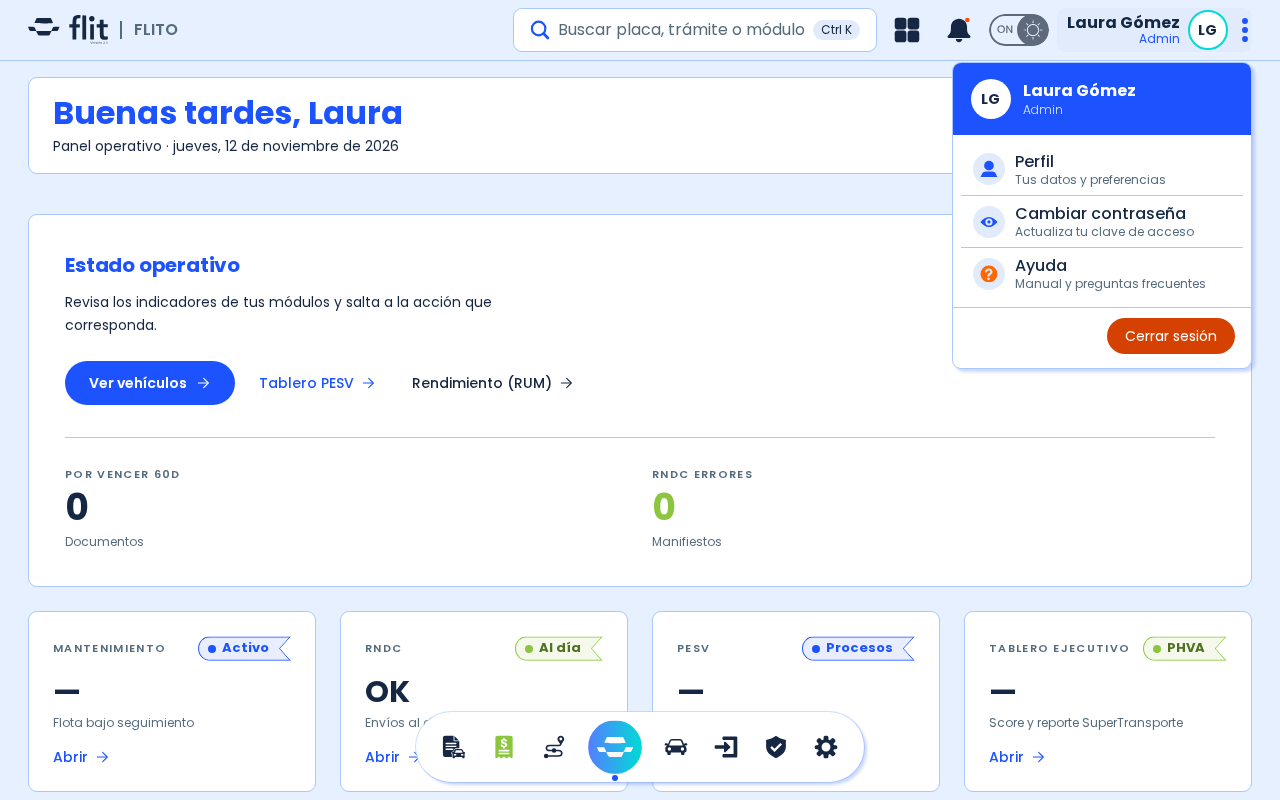 flit
FLITO
Buscar placa, trámite o módulo
Ctrl K
ON
Laura Gómez
Admin
LG
LG
Laura Gómez
Admin
Perfil
Tus datos y preferencias
Cambiar contraseña
Actualiza tu clave de acceso
Ayuda
Manual y preguntas frecuentes
Cerrar sesión
Buenas tardes, Laura
Panel operativo · jueves, 12 de noviembre de 2026
Estado operativo
Revisa los indicadores de tus módulos y salta a la acción que
corresponda.
Ver vehículos
Tablero PESV
Rendimiento (RUM)
POR VENCER 60D
0
Documentos
RNDC ERRORES
0
Manifiestos
MANTENIMIENTO
Activo
—
Flota bajo seguimiento
Abrir
RNDC
Al día
OK
Envíos al
Abrir
PESV
Procesos
—
TABLERO EJECUTIVO
PHVA
—
Score y reporte SuperTransporte
Abrir